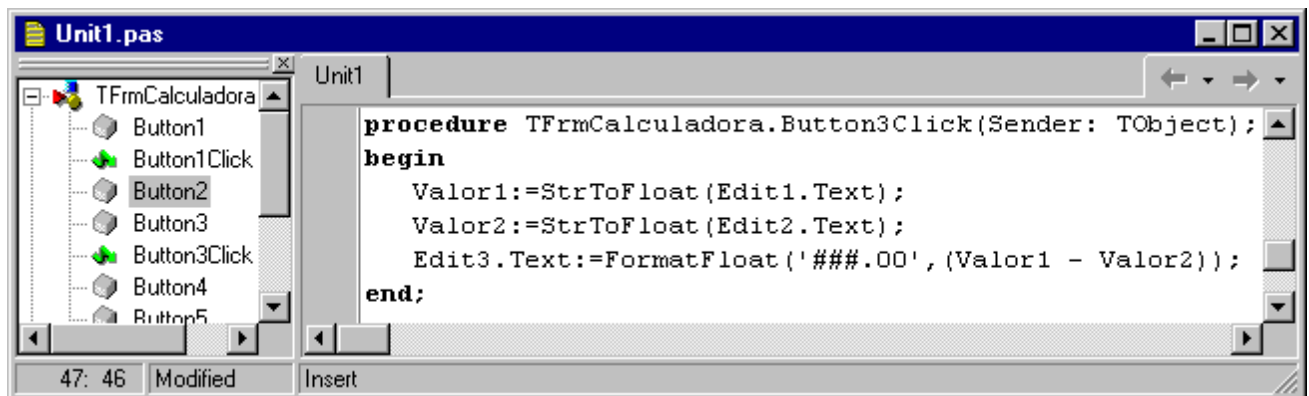 Unit1.pas
TFrmCalculadora
Button1
Button1Click
Button2
Button3
Button3Click
Button4
Button5
Unit1
procedure TFrmCalculadora.Button3Click(Sender: TObject);
begin
Valor1:=StrToFloat(Edit1.Text);
Valor2:=StrToFloat(Edit2.Text);
Edit3.Text:=FormatFloat('###.00',(Valor1 - Valor2));
end;
47: 46 Modified Insert